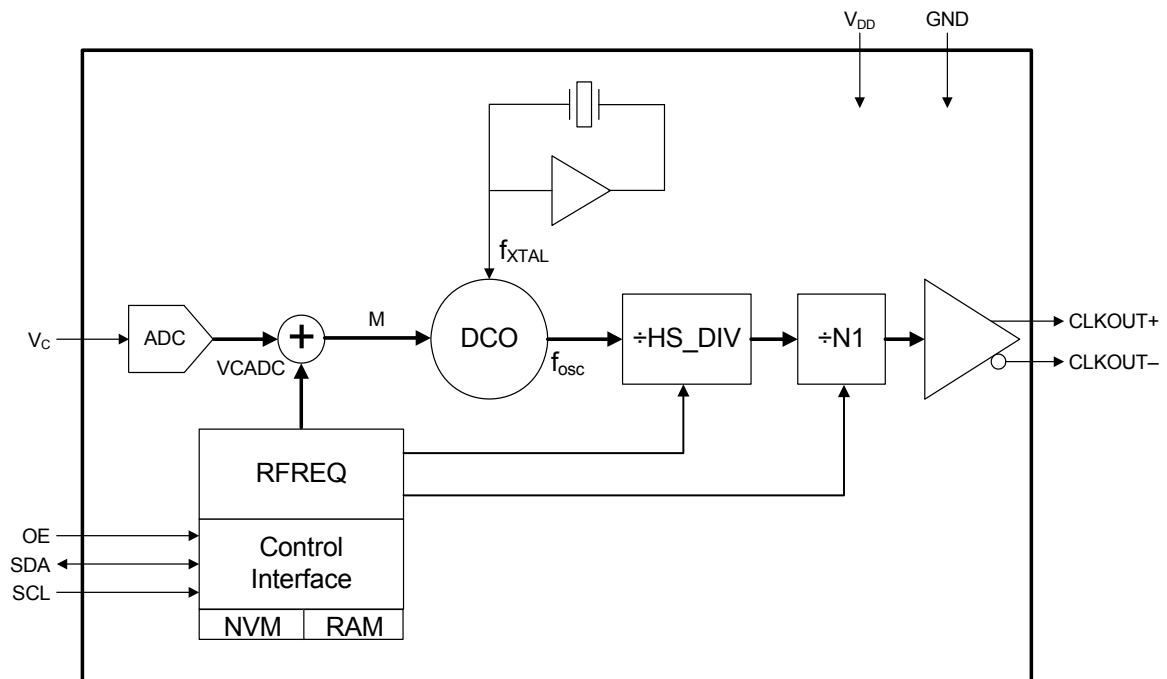 VDD
GND
fXTAL
VC
ADC
VCADC
+
M
DCO
fosc
÷HS_DIV
÷N1
CLKOUT+
CLKOUT–
RFREQ
OE
SDA
SCL
Control
Interface
NVM
RAM